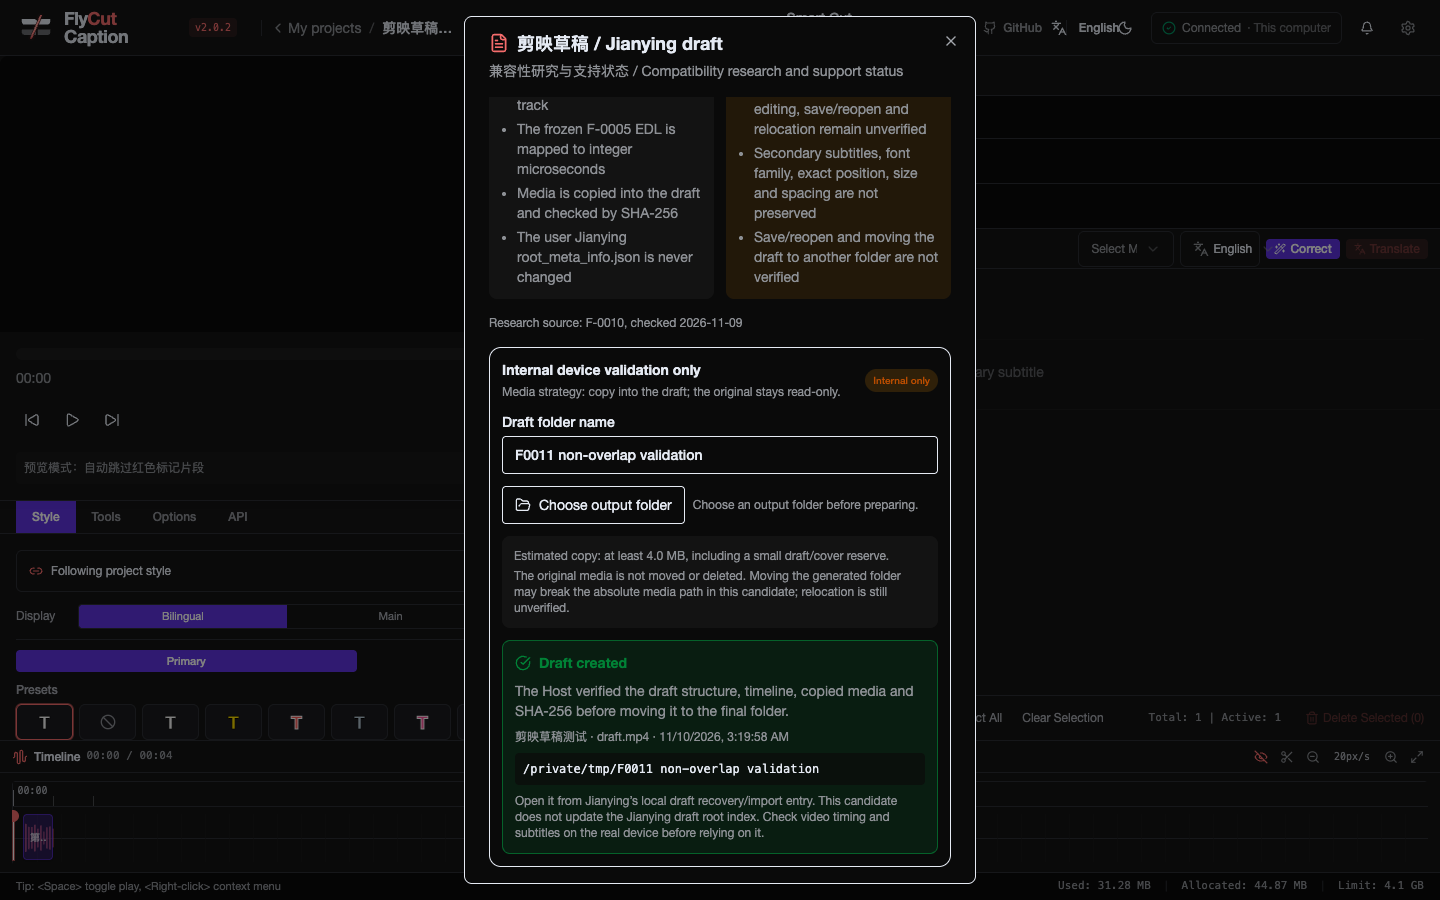 FlyCut
Caption
v2.0.2
My projects / 剪映草稿...
GitHub
English
Connected · This computer
剪映草稿 / Jianying draft
兼容性研究与支持状态 / Compatibility research and support status
track
• The frozen F-0005 EDL is
mapped to integer
microseconds
• Media is copied into the draft
and checked by SHA-256
• The user Jianying
root_meta_info.json is never
changed
editing, save/reopen and
relocation remain unverified
• Secondary subtitles, font
family, exact position, size
and spacing are not
preserved
• Save/reopen and moving the
draft to another folder are not
verified
Research source: F-0010, checked 2026-11-09
Internal device validation only
Media strategy: copy into the draft; the original stays read-only.
Internal only
Draft folder name
F0011 non-overlap validation
Choose output folder
Choose an output folder before preparing.
Estimated copy: at least 4.0 MB, including a small draft/cover reserve.
The original media is not moved or deleted. Moving the generated folder
may break the absolute media path in this candidate; relocation is still
unverified.
Draft created
The Host verified the draft structure, timeline, copied media and
SHA-256 before moving it to the final folder.
剪映草稿测试 · draft.mp4 · 11/10/2026, 3:19:58 AM
/private/tmp/F0011 non-overlap validation
Open it from Jianying's local draft recovery/import entry. This candidate
does not update the Jianying draft root index. Check video timing and
subtitles on the real device before relying on it.
Select M
English
Correct
Translate
ary subtitle
00:00
预览模式：自动跳过红色标记片段
Style
Tools
Options
API
Following project style
Display
Bilingual
Main
Primary
Presets
T
T
T
T
T
T
ct All
Clear Selection
Total: 1 | Active: 1
Delete Selected (0)
Timeline
00:00 / 00:04
20px/s
00:00
Tip: <Space> toggle play, <Right-click> context menu
Used: 31.28 MB
Allocated: 44.87 MB
Limit: 4.1 GB